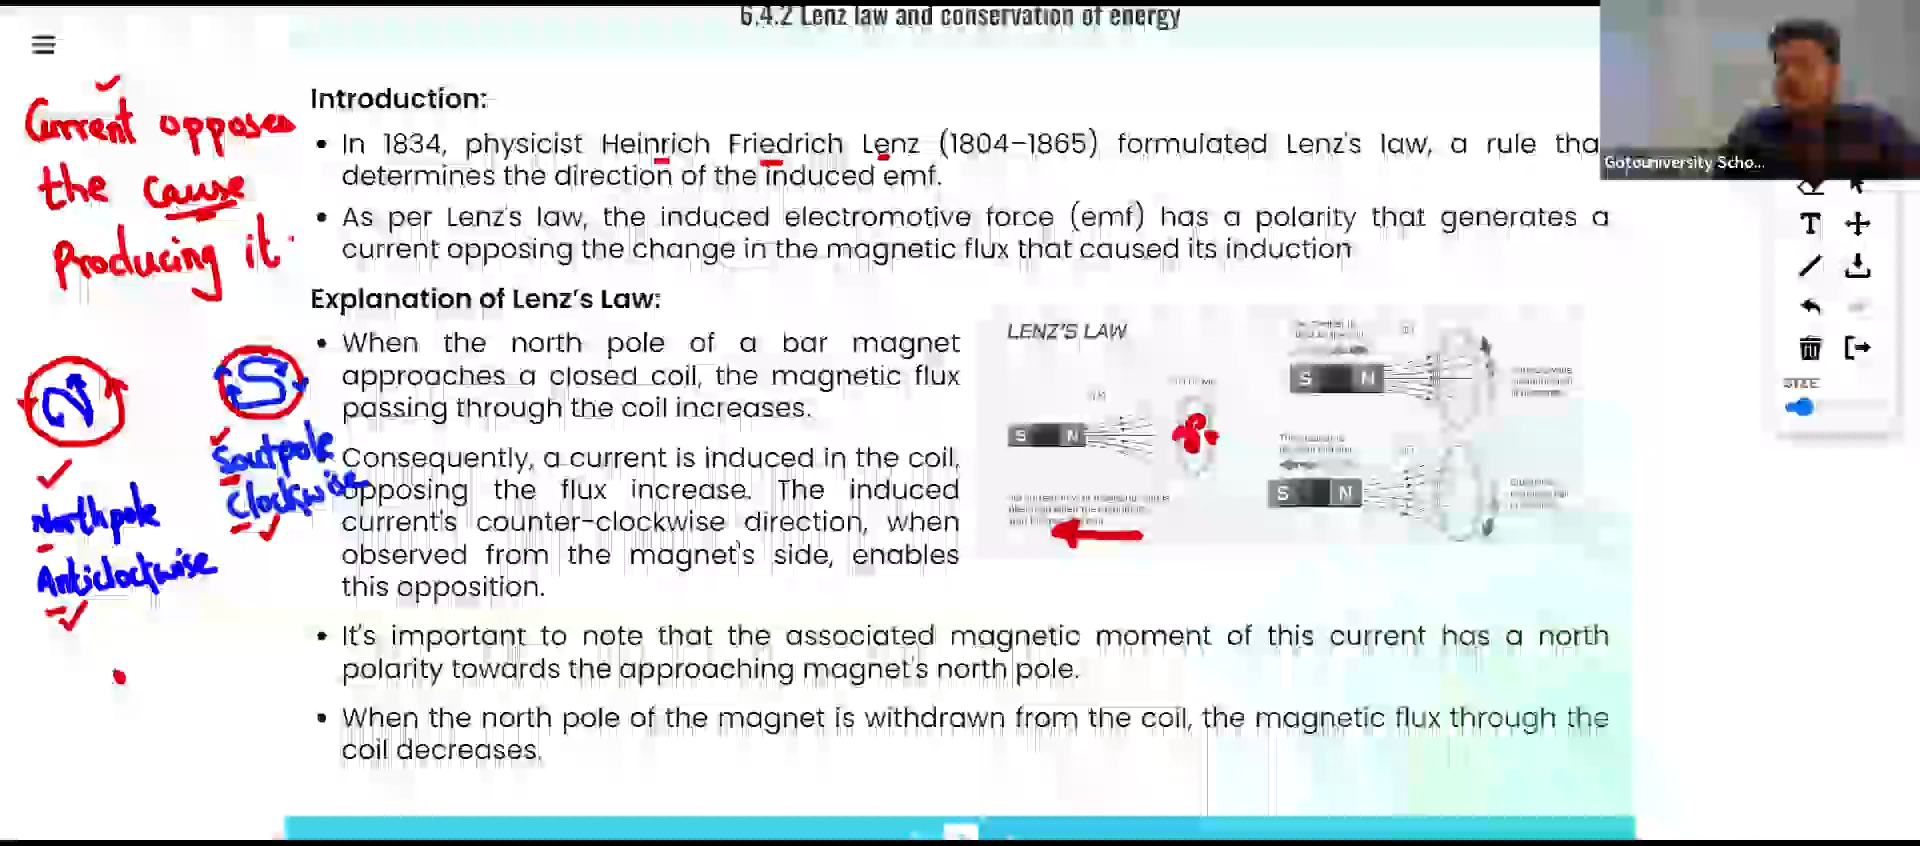 6.4.2 Lenz law and conservation of energy
Current opposes
the cause
Producing it
N
S
Northpole
Anticlockwise
Soutpole
Clockwise
Introduction:
• In 1834, physicist Heinrich Friedrich Lenz (1804–1865) formulated Lenz's law, a rule tha
determines the direction of the induced emf.
• As per Lenz's law, the induced electromotive force (emf) has a polarity that generates a
current opposing the change in the magnetic flux that caused its induction
Explanation of Lenz's Law:
• When the north pole of a bar magnet
approaches a closed coil, the magnetic flux
passing through the coil increases.
Consequently, a current is induced in the coil,
opposing the flux increase. The induced
current's counter-clockwise direction, when
observed from the magnet's side, enables
this opposition.
• It's important to note that the associated magnetic moment of this current has a north
polarity towards the approaching magnet's north pole.
• When the north pole of the magnet is withdrawn from the coil, the magnetic flux through the
coil decreases.
LENZ'S LAW
S N
S N
S N
Gotouniversity Scho...
T
SIZE